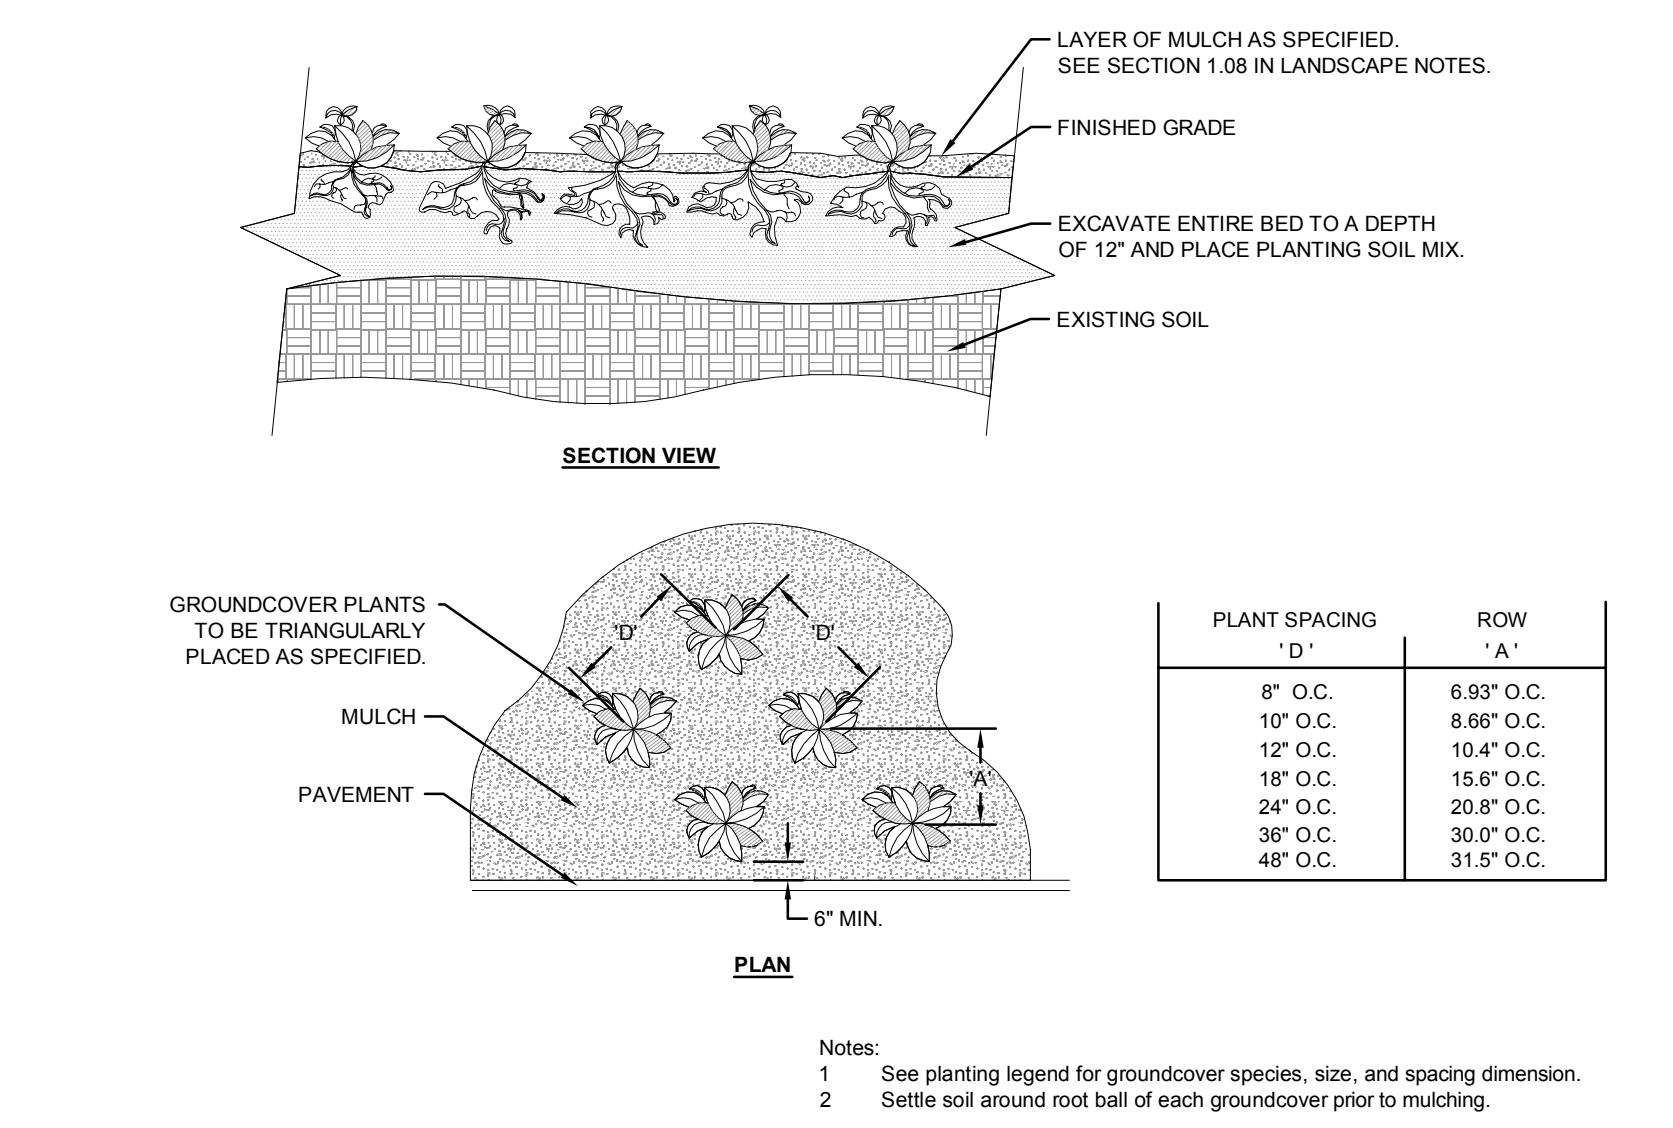 LAYER OF MULCH AS SPECIFIED.
SEE SECTION 1.08 IN LANDSCAPE NOTES.
FINISHED GRADE
EXCAVATE ENTIRE BED TO A DEPTH
OF 12" AND PLACE PLANTING SOIL MIX.
EXISTING SOIL
SECTION VIEW
GROUNDCOVER PLANTS
TO BE TRIANGULARLY
PLACED AS SPECIFIED.
MULCH
PAVEMENT
'D'
'D'
'A'
6" MIN.
PLAN
PLANT SPACING ROW
' D ' ' A '
8" O.C. 6.93" O.C.
10" O.C. 8.66" O.C.
12" O.C. 10.4" O.C.
18" O.C. 15.6" O.C.
24" O.C. 20.8" O.C.
36" O.C. 30.0" O.C.
48" O.C. 31.5" O.C.
Notes:
1 See planting legend for groundcover species, size, and spacing dimension.
2 Settle soil around root ball of each groundcover prior to mulching.